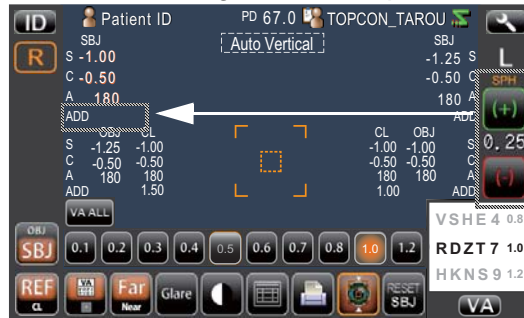 ID Patient ID PD 67.0 TOPCON_TAROU
R SBJ Auto Vertical SBJ L
S -1.00 -1.25 S
C -0.50 -0.50 C SPH
A 180 180 A (+)
ADD ADD
OBJ CL CL OBJ 0.25
S -1.25 -1.00 -1.00 -1.00 S
C -0.50 -0.50 -0.50 -0.50 C (-)
A 180 180 180 180 A
ADD 1.50 1.00 ADD
VA ALL VSHE4 0.8
OBJ SBJ 0.1 0.2 0.3 0.4 0.5 0.6 0.7 0.8 1.0 1.2 RDZT7 1.0
HKNS9 1.2
REF CL VA Far Near Glare RESET SBJ VA